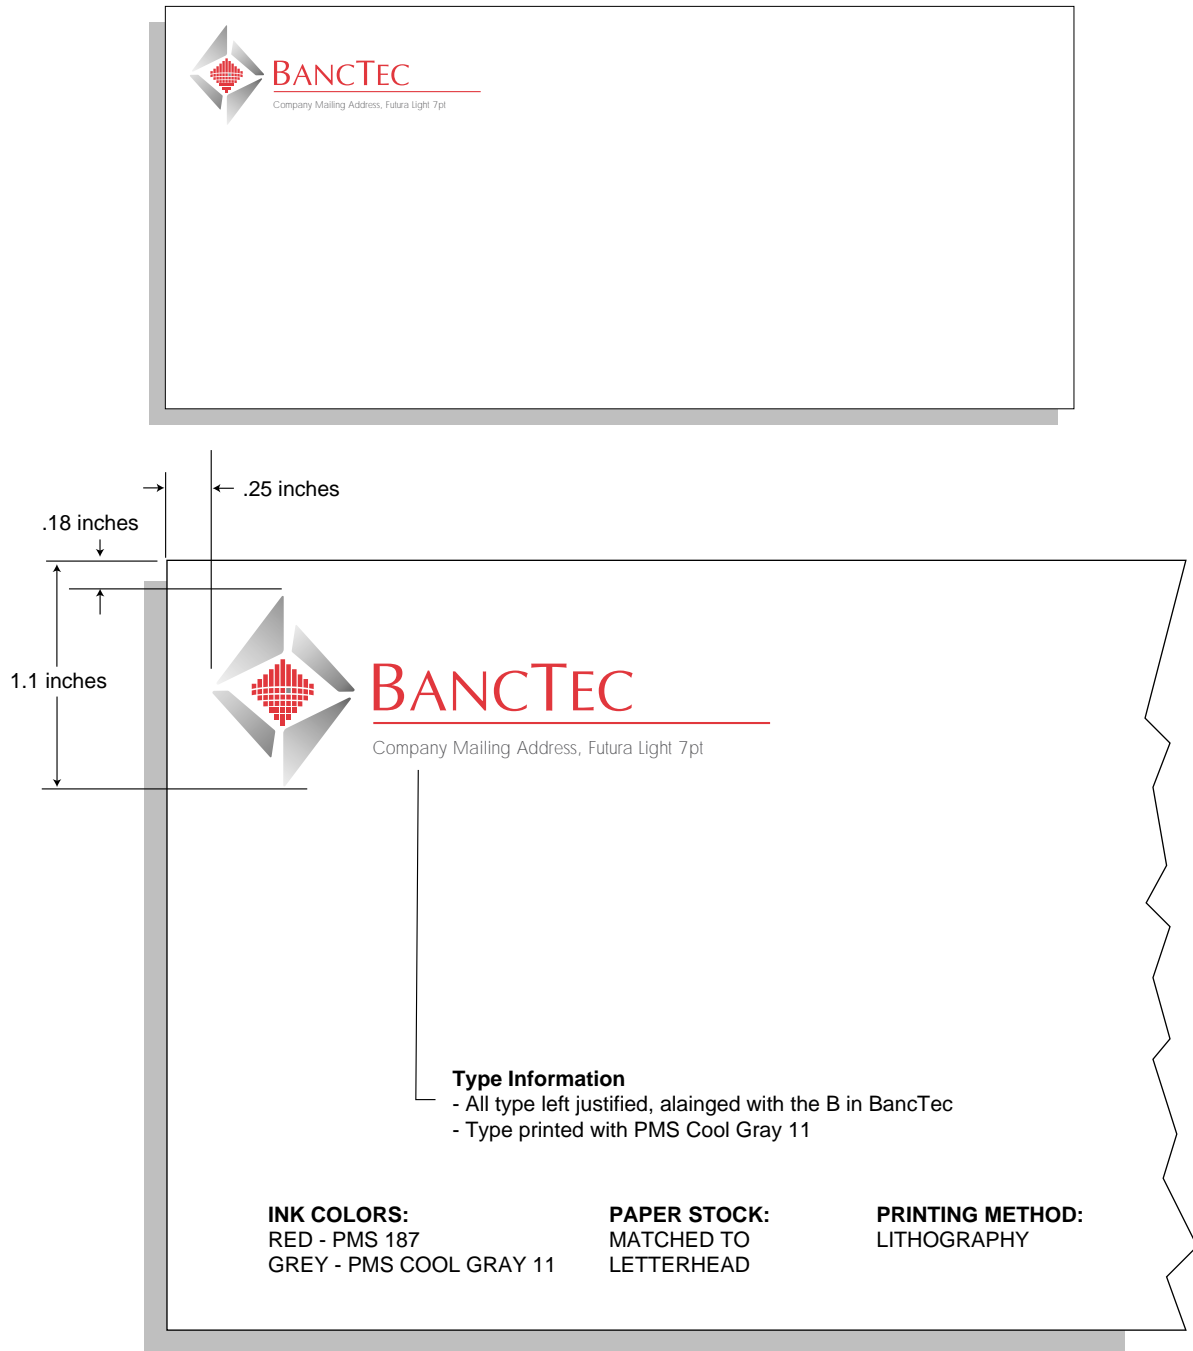 BANCTEC
Company Mailing Address, Futura Light 7pt
.25 inches
.18 inches
1.1 inches
BANCTEC
Company Mailing Address, Futura Light 7pt
Type Information
- All type left justified, alainged with the B in BancTec
- Type printed with PMS Cool Gray 11
INK COLORS:
RED - PMS 187
GREY - PMS COOL GRAY 11
PAPER STOCK:
MATCHED TO
LETTERHEAD
PRINTING METHOD:
LITHOGRAPHY